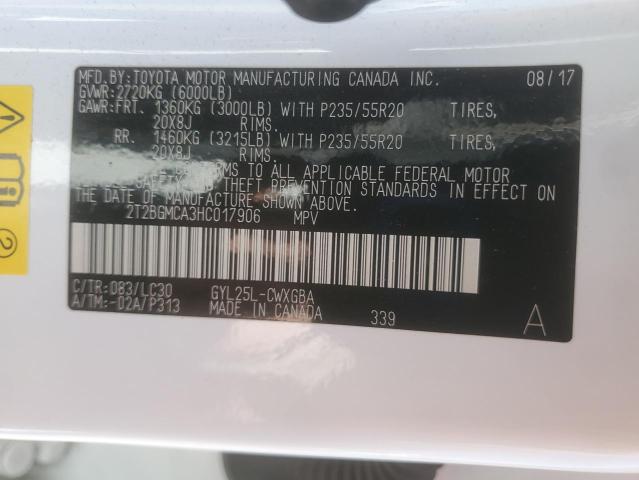 MFD.BY:TOYOTA MOTOR MANUFACTURING CANADA INC. 08/17
GVWR:2720KG (6000LB)
GAWR:FRT. 1360KG (3000LB) WITH P235/55R20 TIRES,
20X8J RIMS.
RR. 1460KG (3215LB) WITH P235/55R20 TIRES,
20X8J RIMS.
TO ALL APPLICABLE FEDERAL MOTOR
THEFT PREVENTION STANDARDS IN EFFECT ON
THE DATE OF MANUFACTURE SHOWN ABOVE.
2T2BGMCA3HC017906 MPV
C/TR:083/LC30 GYL25L-CWXGBA
A/TM:-02A/P313 MADE IN CANADA 339 A
2